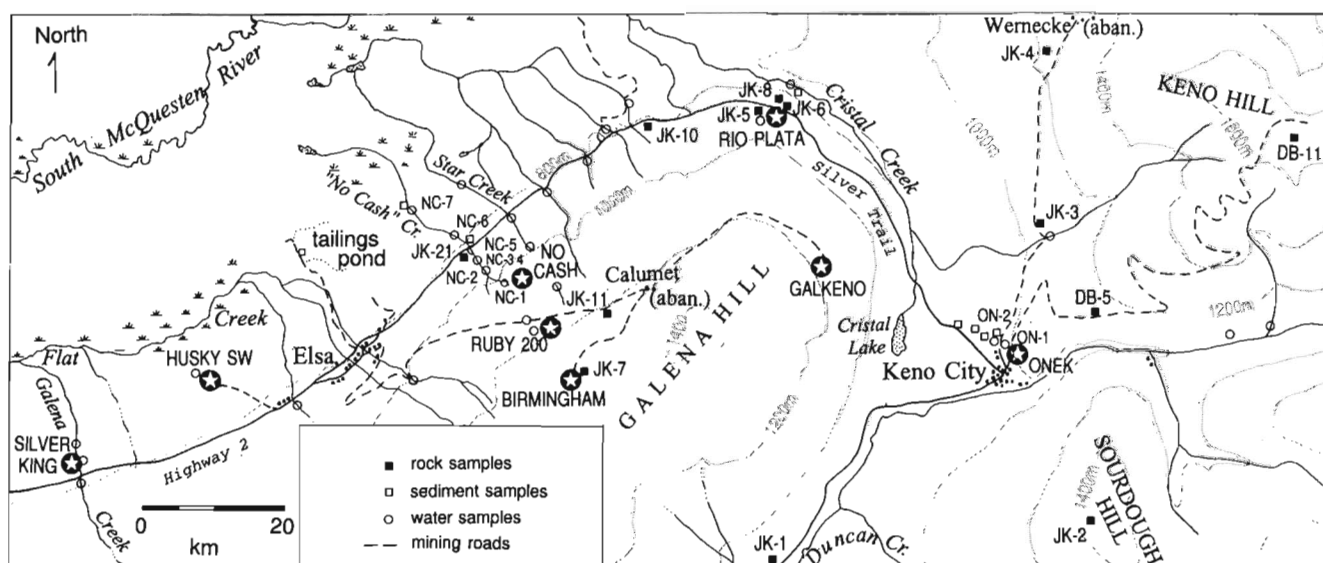 North
South McQuesten River
"No Cash" Cr.
Star Creek
Cristal Creek
Wernecke (aban.)
JK-4
KENO HILL
DB-11
JK-8
JK-6
JK-5
RIO PLATA
JK-10
800m
1000m
1000m
1400m
1600m
Silver Trail
JK-3
NC-7
NC-6
NC-5
NC-3 4
JK-21
NC-2
NC-1
NO CASH
tailings pond
Calumet (aban.)
JK-11
GALKENO
GALENA HILL
1400
1200m
DB-5
1200m
ON-2
ON-1
ONEK
Cristal Lake
Keno City
Creek
Flat
HUSKY SW
Elsa
RUBY 200
JK-7
BIRMINGHAM
Galena
SILVER KING
Highway 2
Creek
0 20
km
rock samples
sediment samples
water samples
mining roads
JK-1
Duncan Cr.
1400m
SOURDOUGH HILL
JK-2